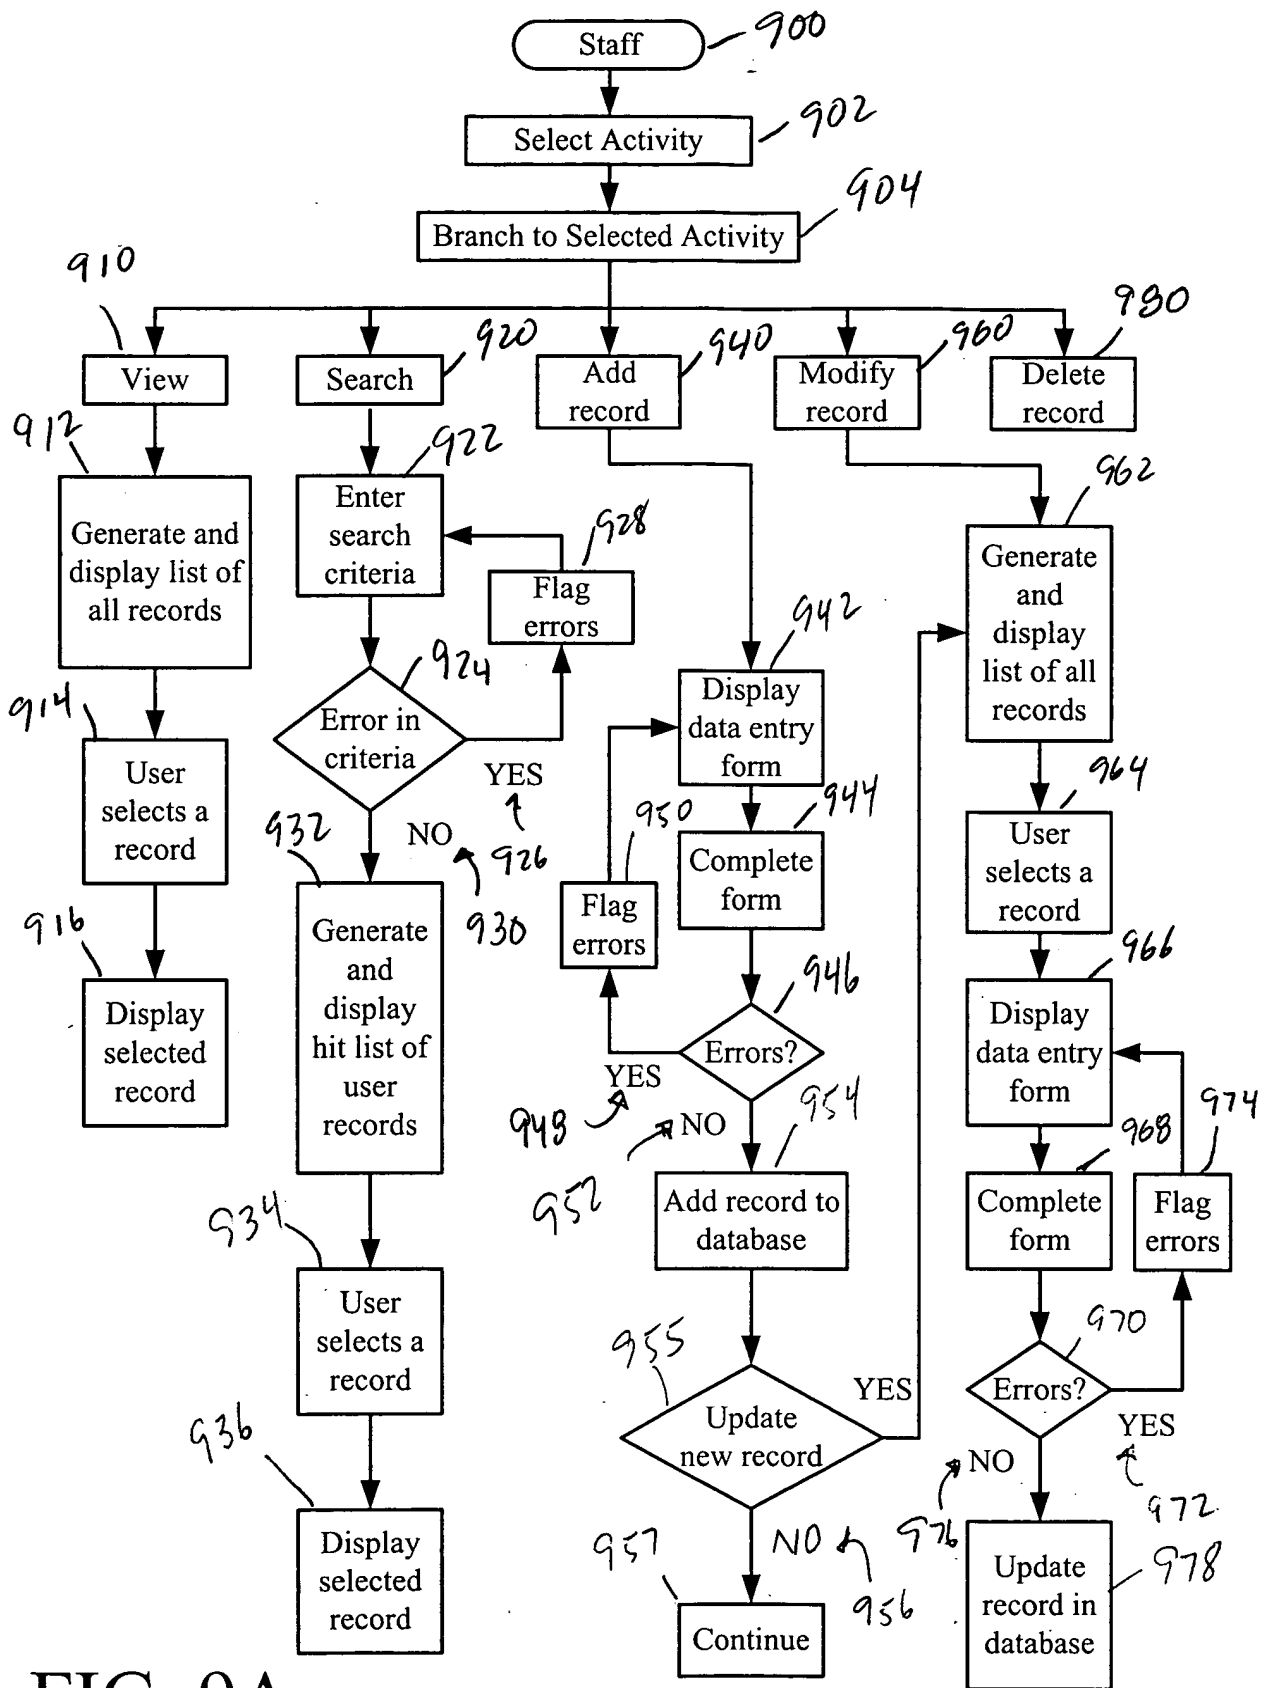 Staff
900
Select Activity
902
Branch to Selected Activity
904
910
View
920
Search
940
Add
record
960
Modify
record
980
Delete
record
912
Generate and
display list of
all records
914
User
selects a
record
916
Display
selected
record
922
Enter
search
criteria
928
Flag
errors
924
Error in
criteria
YES
926
NO
930
932
Generate
and
display
hit list of
user
records
934
User
selects a
record
936
Display
selected
record
942
Display
data entry
form
944
Complete
form
950
Flag
errors
946
Errors?
YES
948
NO
952
954
Add record to
database
955
Update
new record
YES
NO
956
957
Continue
962
Generate
and
display
list of all
records
964
User
selects a
record
966
Display
data entry
form
968
Complete
form
974
Flag
errors
970
Errors?
YES
972
NO
976
978
Update
record in
database
FIG. 9A